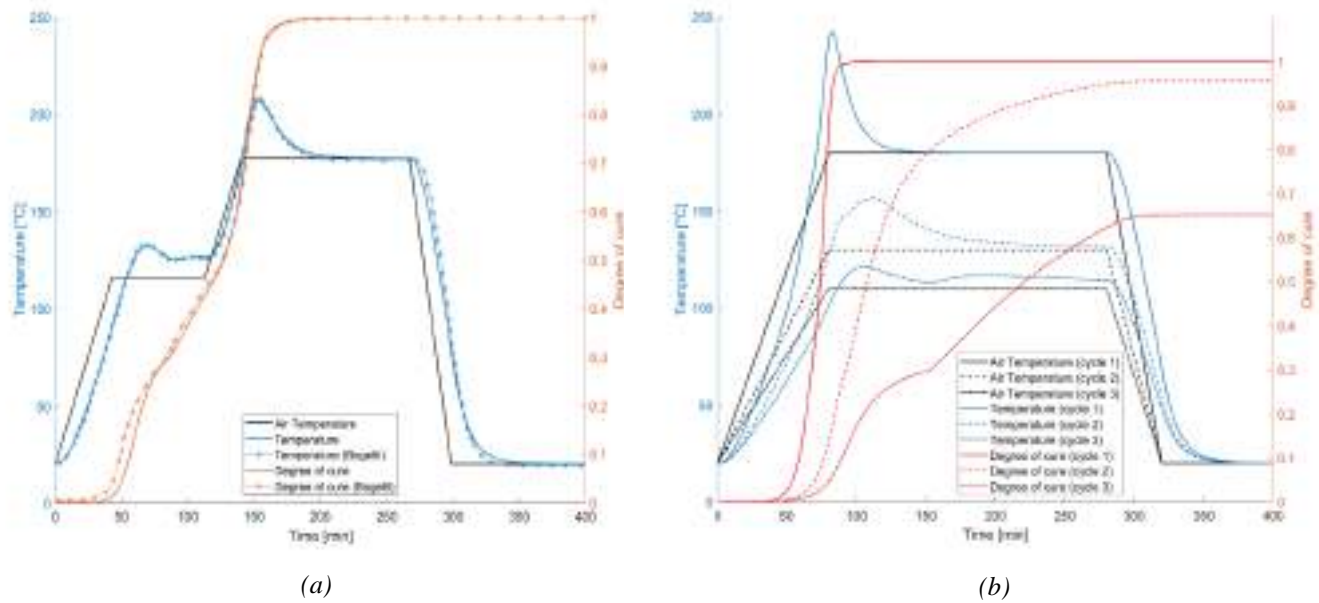 250
200
150
100
50
0
Temperature [°C]
1
0.9
0.8
0.7
0.6
0.5
0.4
0.3
0.2
0.1
0
Degree of cure
Air Temperature
Temperature
Temperature (Bogetti)
Degree of cure
Degree of cure (Bogetti)
0 50 100 150 200 250 300 350 400
Time [min]
(a)
250
200
150
100
50
0
Temperature [°C]
1
0.9
0.8
0.7
0.6
0.5
0.4
0.3
0.2
0.1
0
Degree of cure
Air Temperature (cycle 1)
Air Temperature (cycle 2)
Air Temperature (cycle 3)
Temperature (cycle 1)
Temperature (cycle 2)
Temperature (cycle 3)
Degree of cure (cycle 1)
Degree of cure (cycle 2)
Degree of cure (cycle 3)
0 50 100 150 200 250 300 350 400
Time [min]
(b)